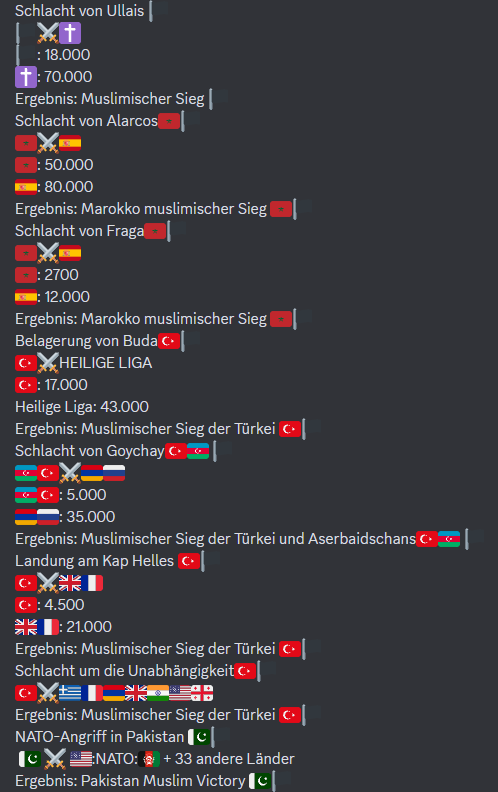 Schlacht von Ullais
⚔️✝️
: 18.000
✝️: 70.000
Ergebnis: Muslimischer Sieg
Schlacht von Alarcos🇲🇦
🇲🇦⚔️🇪🇸
🇲🇦: 50.000
🇪🇸: 80.000
Ergebnis: Marokko muslimischer Sieg 🇲🇦
Schlacht von Fraga🇲🇦
🇲🇦⚔️🇪🇸
🇲🇦: 2700
🇪🇸: 12.000
Ergebnis: Marokko muslimischer Sieg 🇲🇦
Belagerung von Buda🇹🇷
🇹🇷⚔️HEILIGE LIGA
🇹🇷: 17.000
Heilige Liga: 43.000
Ergebnis: Muslimischer Sieg der Türkei 🇹🇷
Schlacht von Goychay🇹🇷🇦🇿
🇦🇿🇹🇷⚔️🇦🇲🇷🇺
🇦🇿🇹🇷: 5.000
🇦🇲🇷🇺: 35.000
Ergebnis: Muslimischer Sieg der Türkei und Aserbaidschans🇹🇷🇦🇿
Landung am Kap Helles 🇹🇷
🇹🇷⚔️🇬🇧🇫🇷
🇹🇷: 4.500
🇬🇧🇫🇷: 21.000
Ergebnis: Muslimischer Sieg der Türkei 🇹🇷
Schlacht um die Unabhängigkeit🇹🇷
🇹🇷⚔️🇬🇷🇫🇷🇦🇲🇬🇧🇮🇳🇺🇸🇬🇪
Ergebnis: Muslimischer Sieg der Türkei 🇹🇷
NATO-Angriff in Pakistan 🇵🇰
🇵🇰⚔️🇺🇸:NATO:🇦🇫 + 33 andere Länder
Ergebnis: Pakistan Muslim Victory 🇵🇰